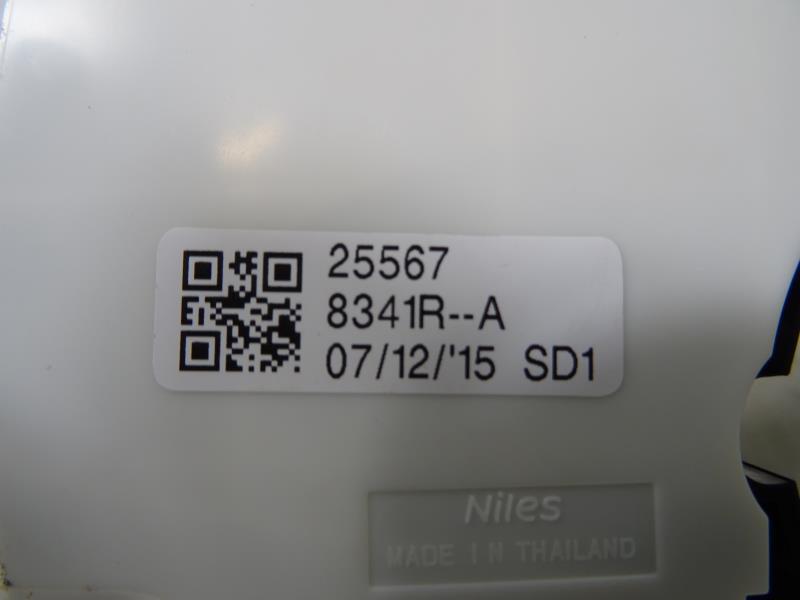 25567
8341R--A
07/12/'15 SD1
Niles
MADE IN THAILAND